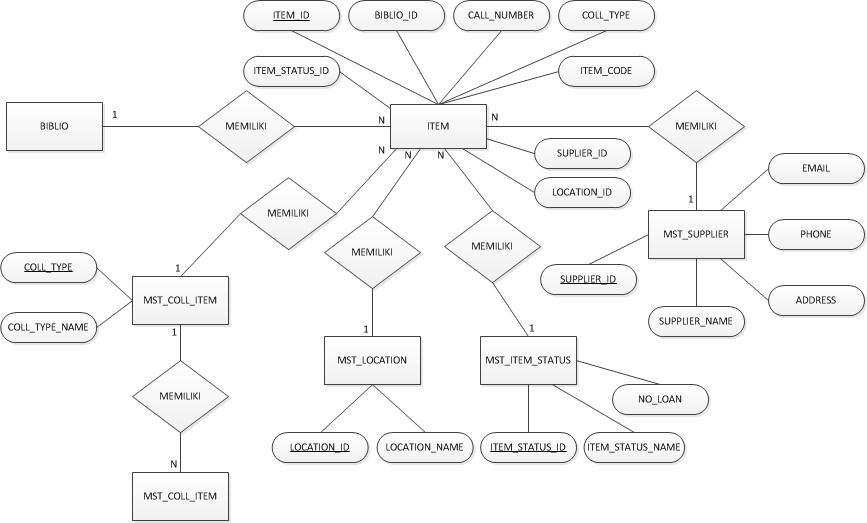 ITEM_ID
BIBLIO_ID
CALL_NUMBER
COLL_TYPE
ITEM_STATUS_ID
ITEM_CODE
BIBLIO
1
MEMILIKI
N
ITEM
N
MEMILIKI
N
N
N
SUPLIER_ID
LOCATION_ID
EMAIL
MEMILIKI
1
MST_SUPPLIER
PHONE
MEMILIKI
MEMILIKI
COLL_TYPE
1
SUPPLIER_ID
MST_COLL_ITEM
ADDRESS
COLL_TYPE_NAME
1
1
1
SUPPLIER_NAME
MST_LOCATION
MST_ITEM_STATUS
MEMILIKI
NO_LOAN
LOCATION_ID
LOCATION_NAME
ITEM_STATUS_ID
ITEM_STATUS_NAME
N
MST_COLL_ITEM